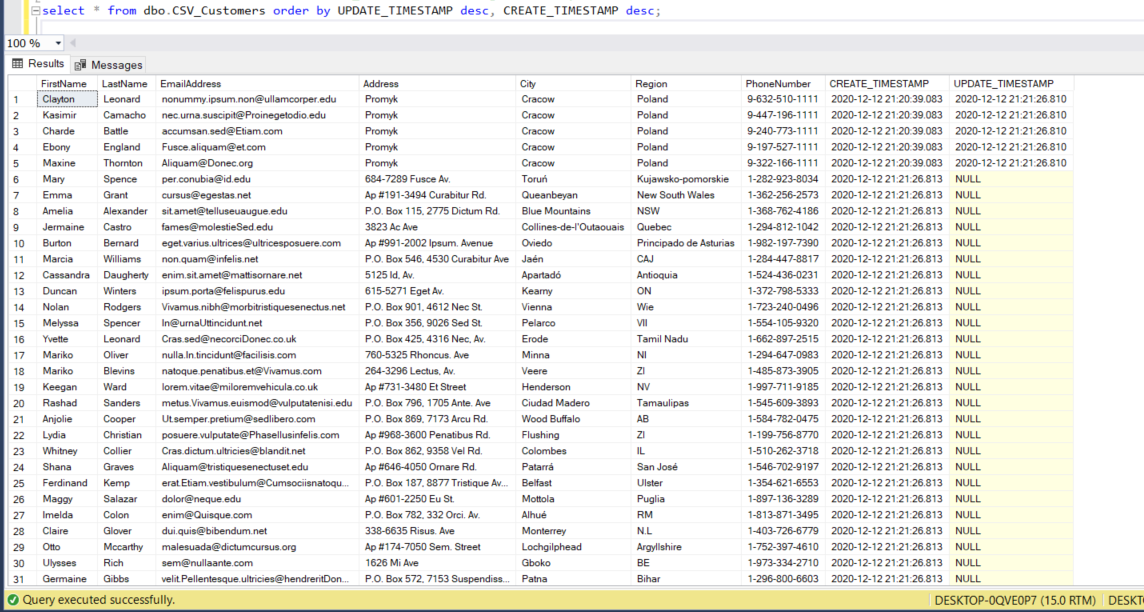 select * from dbo.CSV_Customers order by UPDATE_TIMESTAMP desc, CREATE_TIMESTAMP desc;
100 %
Results Messages
FirstName LastName EmailAddress Address City Region PhoneNumber CREATE_TIMESTAMP UPDATE_TIMESTAMP
1 Clayton Leonard nonummy.ipsum.non@ullamcorper.edu Promyk Cracow Poland 9-632-510-1111 2020-12-12 21:20:39.083 2020-12-12 21:21:26.810
2 Kasimir Camacho nec.urna.suscipit@Proinegetodio.edu Promyk Cracow Poland 9-447-196-1111 2020-12-12 21:20:39.083 2020-12-12 21:21:26.810
3 Charde Battle accumsan.sed@Etiam.com Promyk Cracow Poland 9-240-773-1111 2020-12-12 21:20:39.083 2020-12-12 21:21:26.810
4 Ebony England Fusce.aliquam@et.com Promyk Cracow Poland 9-197-527-1111 2020-12-12 21:20:39.083 2020-12-12 21:21:26.810
5 Maxine Thornton Aliquam@Donec.org Promyk Cracow Poland 9-322-166-1111 2020-12-12 21:20:39.083 2020-12-12 21:21:26.810
6 Mary Spence per.conubia@id.edu 684-7289 Fusce Av. Toruń Kujawsko-pomorskie 1-282-923-8034 2020-12-12 21:21:26.813 NULL
7 Emma Grant cursus@egestas.net Ap #191-3494 Curabitur Rd. Queanbeyan New South Wales 1-362-256-2573 2020-12-12 21:21:26.813 NULL
8 Amelia Alexander sit.amet@telluseuaugue.edu P.O. Box 115, 2775 Dictum Rd. Blue Mountains NSW 1-368-762-4186 2020-12-12 21:21:26.813 NULL
9 Jermaine Castro fames@molestieSed.edu 3823 Ac Ave Collines-de-l'Outaouais Quebec 1-294-812-1042 2020-12-12 21:21:26.813 NULL
10 Burton Bernard eget.varius.ultrices@ultricesposuere.com Ap #991-2002 Ipsum. Avenue Oviedo Principado de Asturias 1-982-197-7390 2020-12-12 21:21:26.813 NULL
11 Marcia Williams non.quam@infelis.net P.O. Box 546, 4530 Curabitur Ave Jaén CAJ 1-284-447-8817 2020-12-12 21:21:26.813 NULL
12 Cassandra Daugherty enim.sit.amet@mattisornare.net 5125 Id, Av. Apartadó Antioquia 1-524-436-0231 2020-12-12 21:21:26.813 NULL
13 Duncan Winters ipsum.porta@felispurus.edu 615-5271 Eget Av. Kearny ON 1-372-798-5333 2020-12-12 21:21:26.813 NULL
14 Nolan Rodgers Vivamus.nibh@morbitristiquesenectus.net P.O. Box 901, 4612 Nec St. Vienna Wie 1-723-240-0496 2020-12-12 21:21:26.813 NULL
15 Melyssa Spencer In@urnaUttincidunt.net P.O. Box 356, 9026 Sed St. Pelarco VII 1-554-105-9320 2020-12-12 21:21:26.813 NULL
16 Yvette Leonard Cras.sed@necorciDonec.co.uk P.O. Box 425, 4316 Nec, Av. Erode Tamil Nadu 1-662-897-2515 2020-12-12 21:21:26.813 NULL
17 Mariko Oliver nulla.In.tincidunt@facilisis.com 760-5325 Rhoncus. Ave Minna NI 1-294-647-0983 2020-12-12 21:21:26.813 NULL
18 Mariko Blevins natoque.penatibus.et@Vivamus.com 264-3296 Lectus, Av. Veere ZI 1-485-873-3905 2020-12-12 21:21:26.813 NULL
19 Keegan Ward lorem.vitae@miloremvehicula.co.uk Ap #731-3480 Et Street Henderson NV 1-997-711-9185 2020-12-12 21:21:26.813 NULL
20 Rashad Sanders metus.Vivamus.euismod@vulputatenisi.edu P.O. Box 796, 1705 Ante. Ave Ciudad Madero Tamaulipas 1-545-609-3893 2020-12-12 21:21:26.813 NULL
21 Anjolie Cooper Ut.semper.pretium@sedlibero.com P.O. Box 869, 7173 Arcu Rd. Wood Buffalo AB 1-584-782-0475 2020-12-12 21:21:26.813 NULL
22 Lydia Christian posuere.vulputate@Phasellusinfelis.com Ap #968-3600 Penatibus Rd. Flushing ZI 1-199-756-8770 2020-12-12 21:21:26.813 NULL
23 Whitney Collier Cras.dictum.ultricies@blandit.net P.O. Box 862, 9358 Vel Rd. Colombes IL 1-510-262-3718 2020-12-12 21:21:26.813 NULL
24 Shana Graves Aliquam@tristiquesenectuset.edu Ap #646-4050 Ornare Rd. Patarrá San José 1-546-702-9197 2020-12-12 21:21:26.813 NULL
25 Ferdinand Kemp erat.Etiam.vestibulum@Cumsociisnatoqu... P.O. Box 187, 8877 Tristique Av... Belfast Ulster 1-354-621-6553 2020-12-12 21:21:26.813 NULL
26 Maggy Salazar dolor@neque.edu Ap #601-2250 Eu St. Mottola Puglia 1-897-136-3289 2020-12-12 21:21:26.813 NULL
27 Imelda Colon enim@Quisque.com P.O. Box 782, 332 Orci. Av. Alhué RM 1-813-871-3495 2020-12-12 21:21:26.813 NULL
28 Claire Glover dui.quis@bibendum.net 338-6635 Risus. Ave Monterrey N.L 1-403-726-6779 2020-12-12 21:21:26.813 NULL
29 Otto Mccarthy malesuada@dictumcursus.org Ap #174-7050 Sem. Street Lochgilphead Argyllshire 1-752-397-4610 2020-12-12 21:21:26.813 NULL
30 Ulysses Rich sem@nullaante.com 1626 Mi Ave Gboko BE 1-973-334-2710 2020-12-12 21:21:26.813 NULL
31 Germaine Gibbs velit.Pellentesque.ultricies@hendreritDon... P.O. Box 572, 7153 Suspendiss... Patna Bihar 1-296-800-6603 2020-12-12 21:21:26.813 NULL
Query executed successfully. DESKTOP-0QVE0P7 (15.0 RTM) DESKT